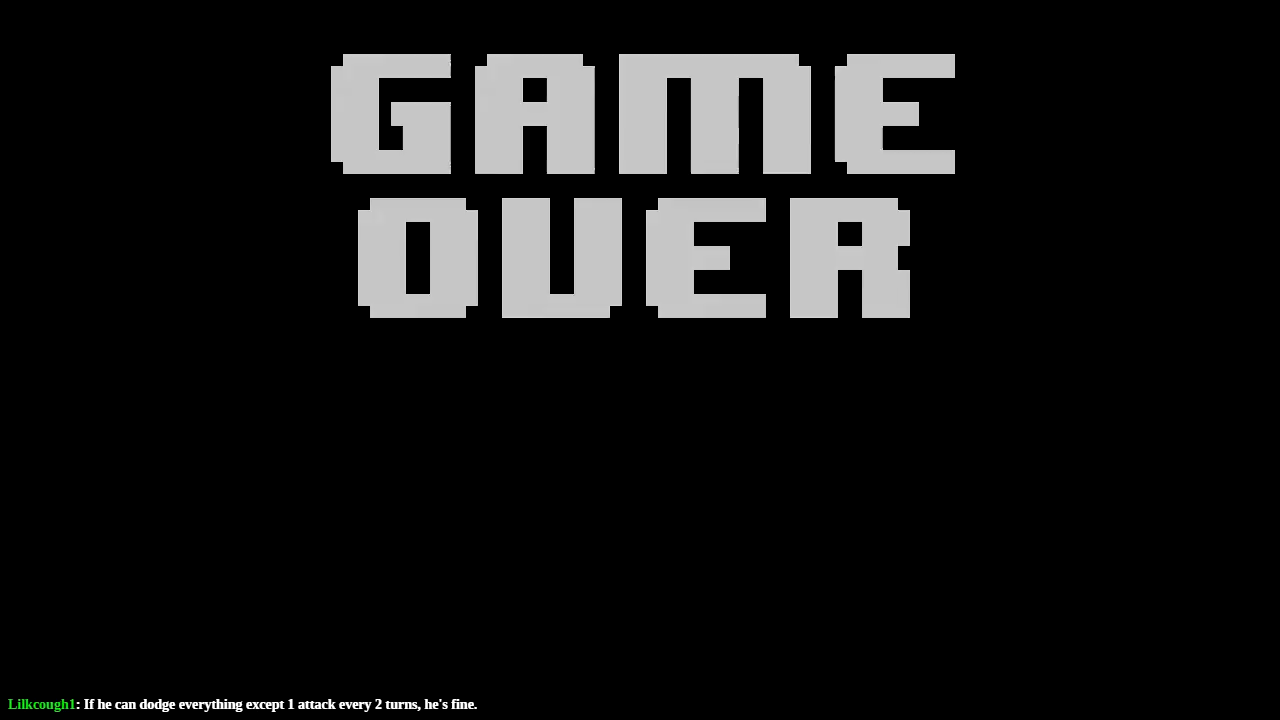 GAME
OVER
Lilkcough1: If he can dodge everything except 1 attack every 2 turns, he's fine.